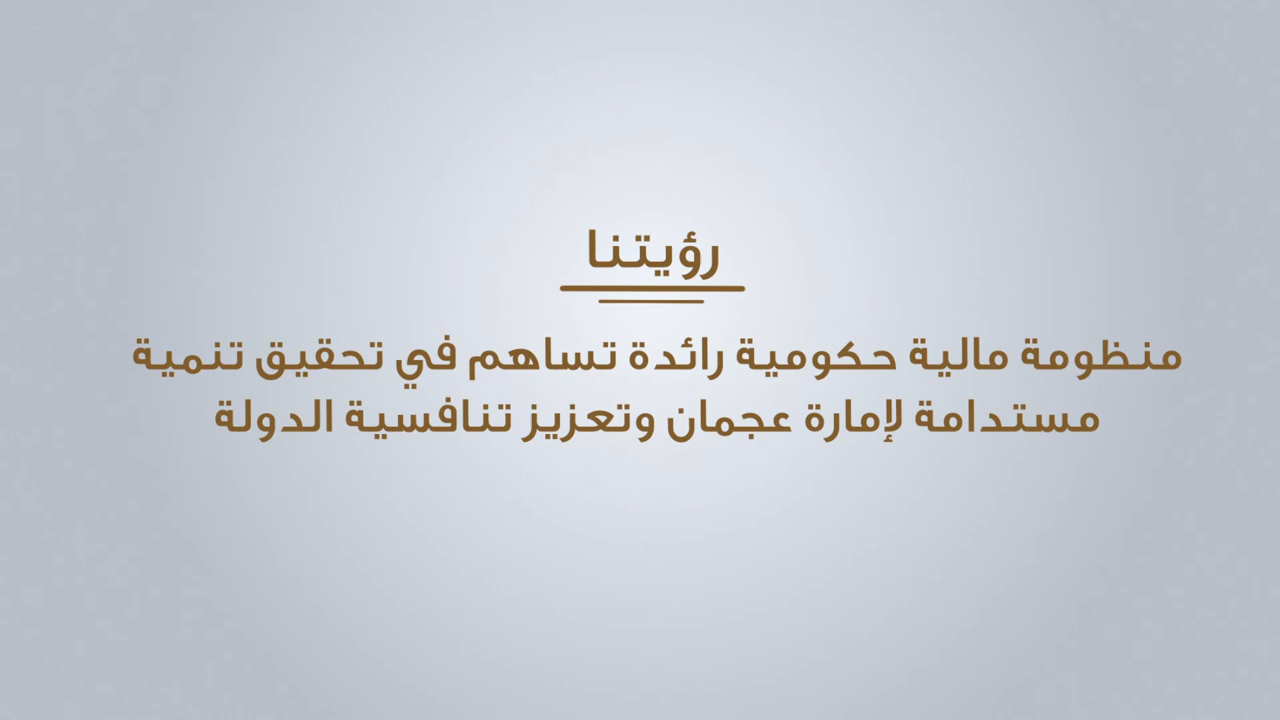 رؤيتنا
منظومة مالية حكومية رائدة تساهم في تحقيق تنمية
مستدامة لإمارة عجمان وتعزيز تنافسية الدولة